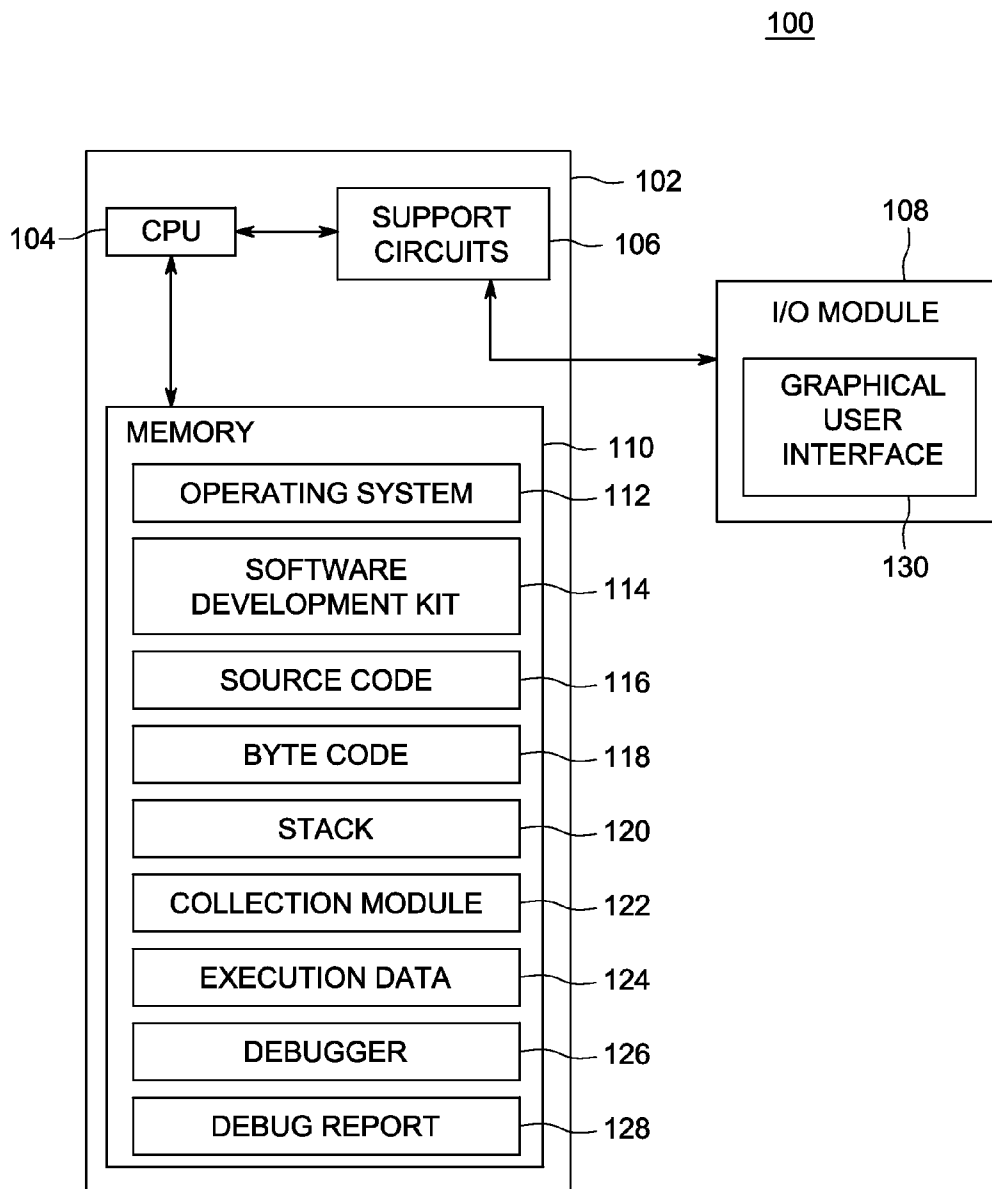 100
102
104
CPU
SUPPORT
CIRCUITS
106
108
I/O MODULE
GRAPHICAL
USER
INTERFACE
130
MEMORY
110
OPERATING SYSTEM
112
SOFTWARE
DEVELOPMENT KIT
114
SOURCE CODE
116
BYTE CODE
118
STACK
120
COLLECTION MODULE
122
EXECUTION DATA
124
DEBUGGER
126
DEBUG REPORT
128